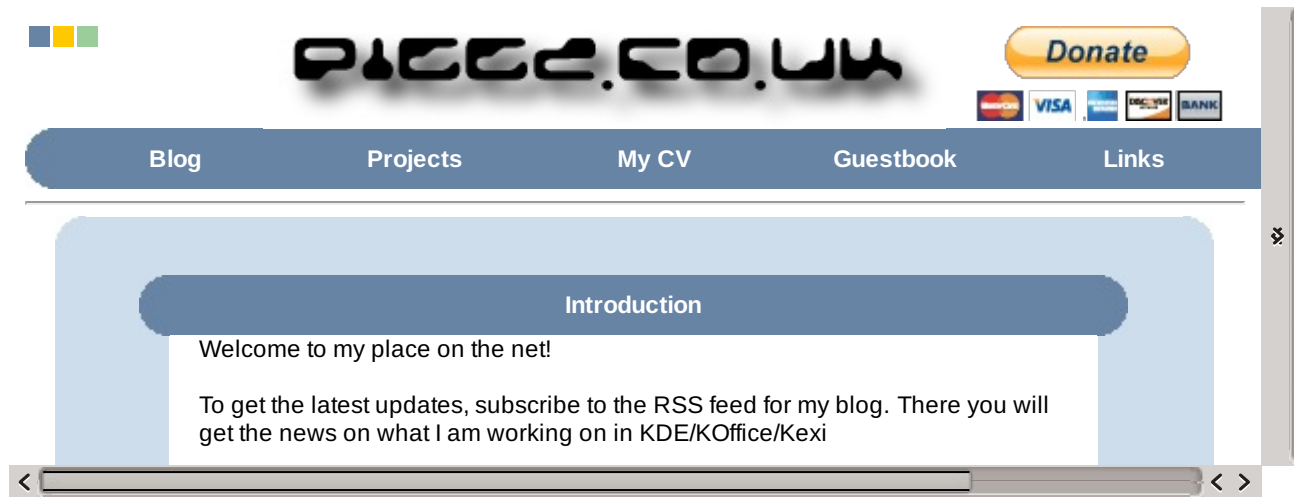 piggz.co.uk
Donate
VISA DISCOVER BANK
Blog Projects My CV Guestbook Links
Introduction
Welcome to my place on the net!
To get the latest updates, subscribe to the RSS feed for my blog. There you will
get the news on what I am working on in KDE/KOffice/Kexi